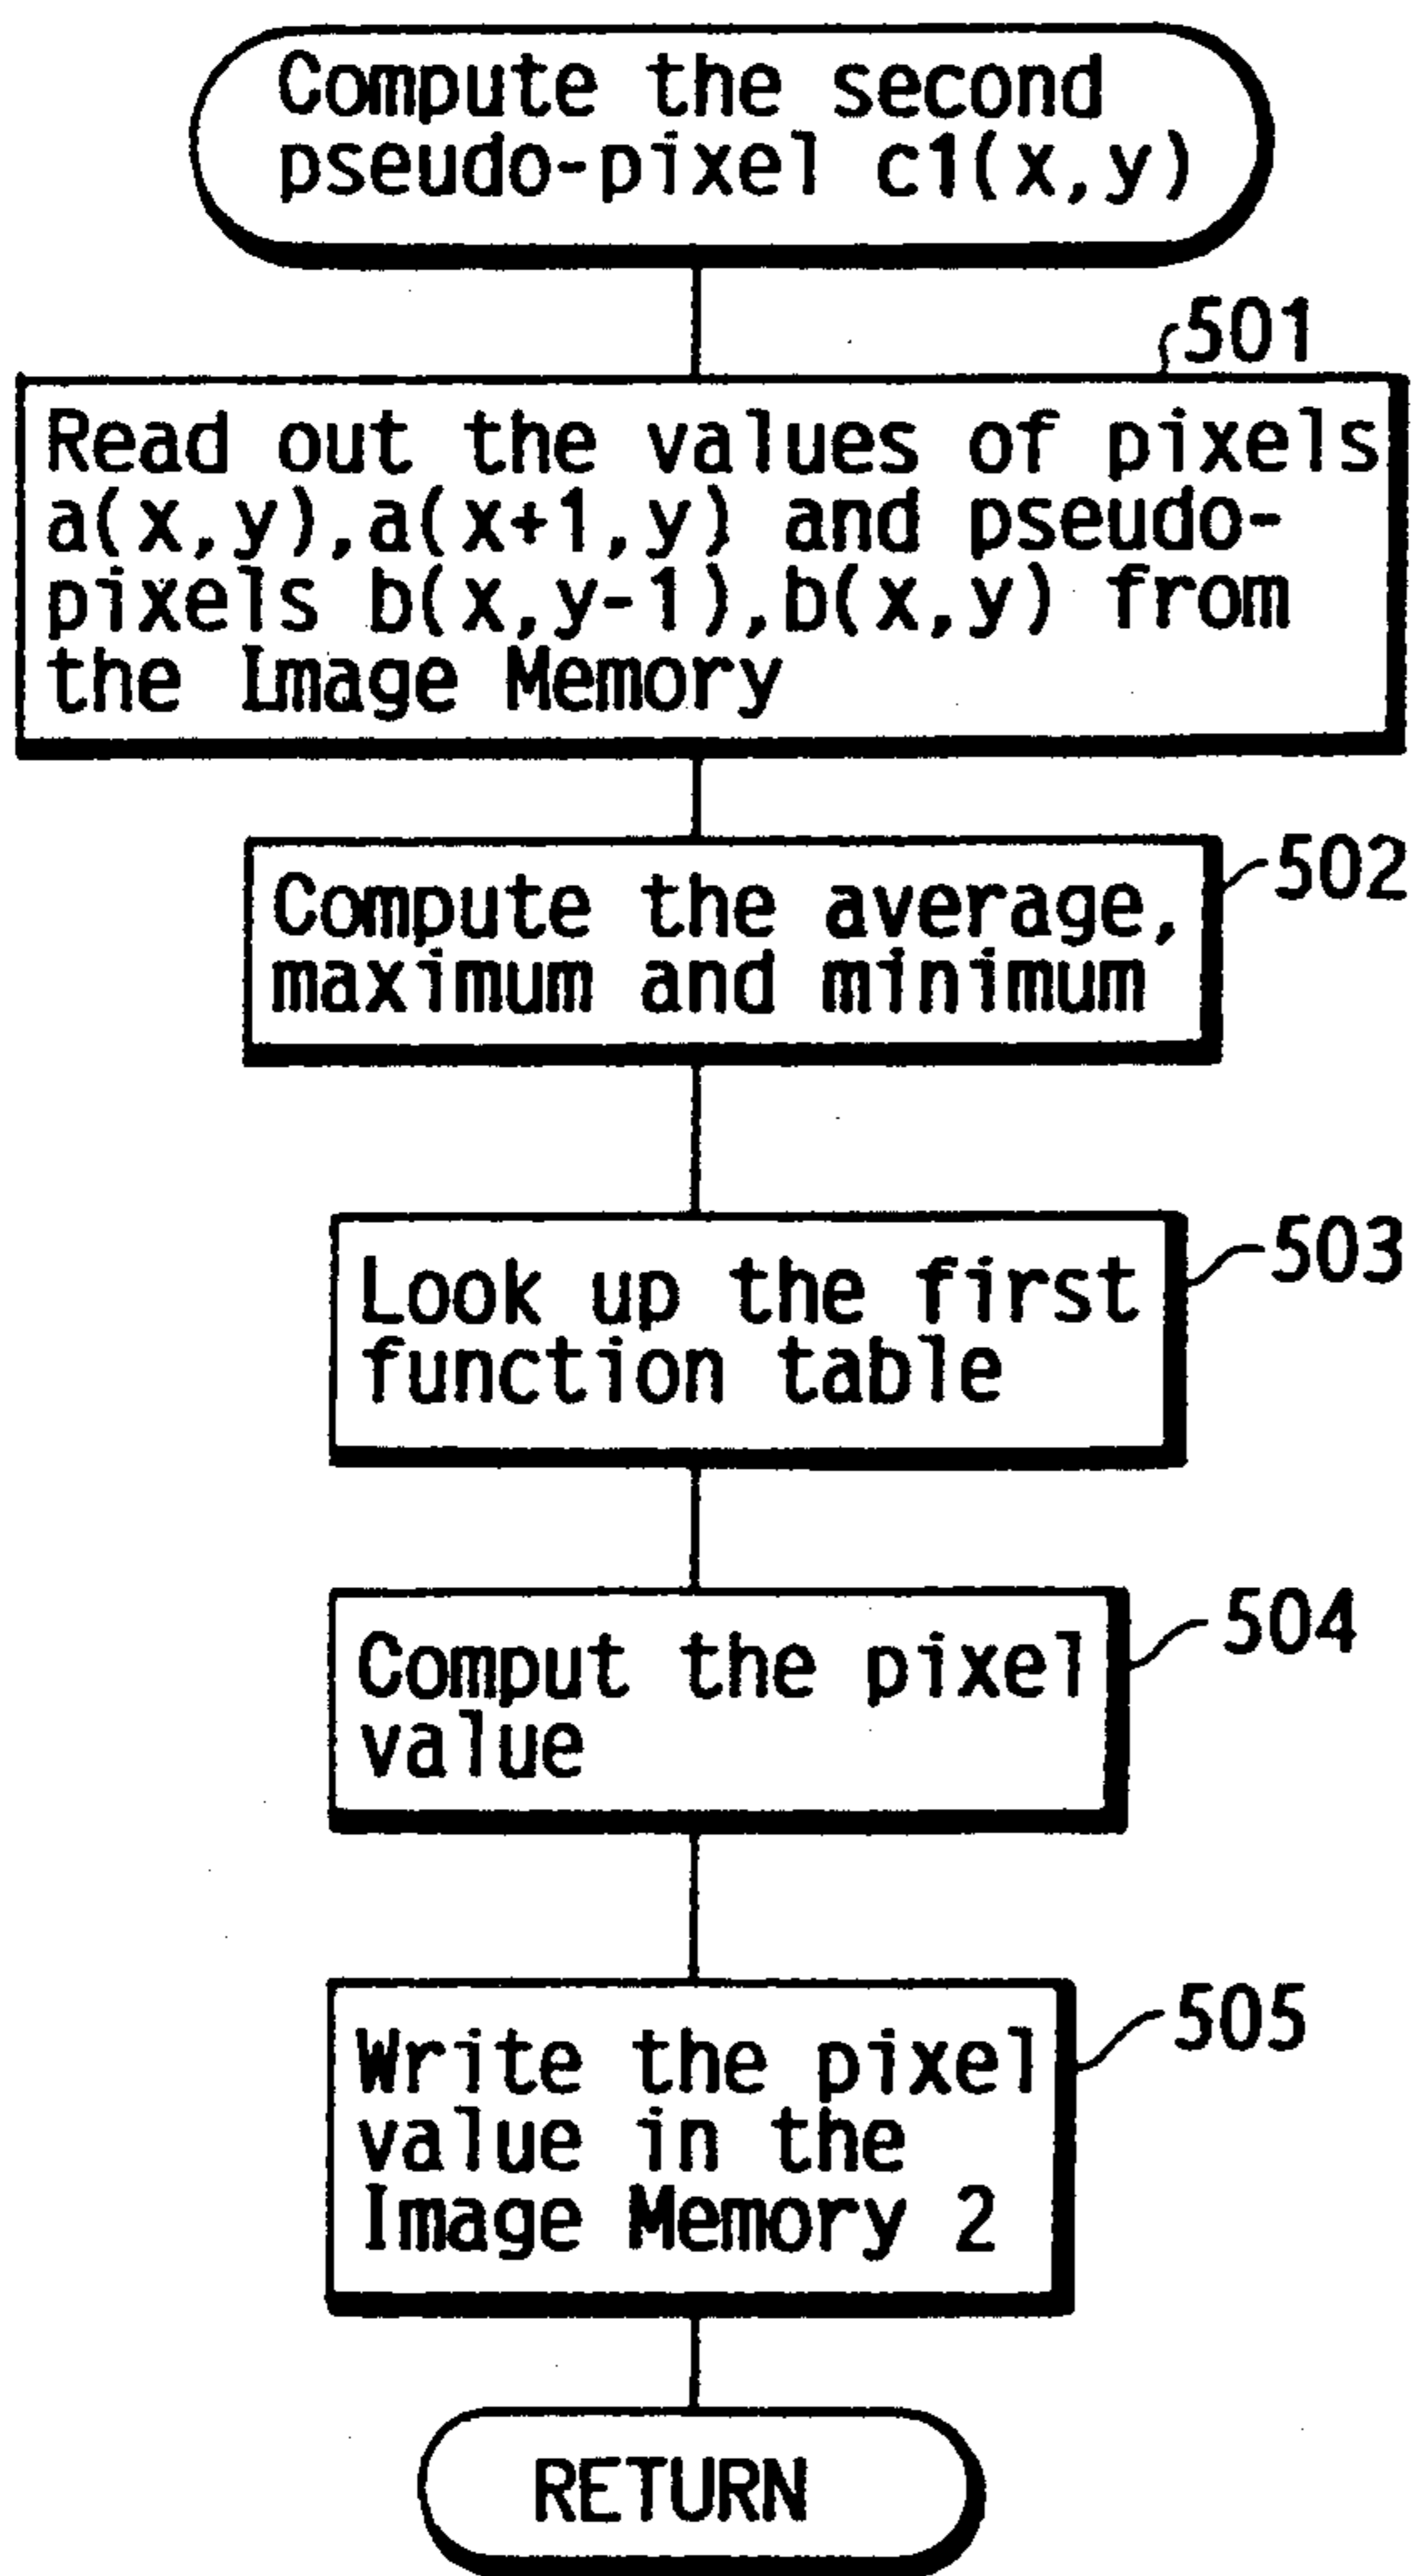 Compute the second
pseudo-pixel c1(x,y)
501
Read out the values of pixels
a(x,y),a(x+1,y) and pseudo-
pixels b(x,y-1),b(x,y) from
the Image Memory
502
Compute the average,
maximum and minimum
503
Look up the first
function table
504
Comput the pixel
value
505
Write the pixel
value in the
Image Memory 2
RETURN